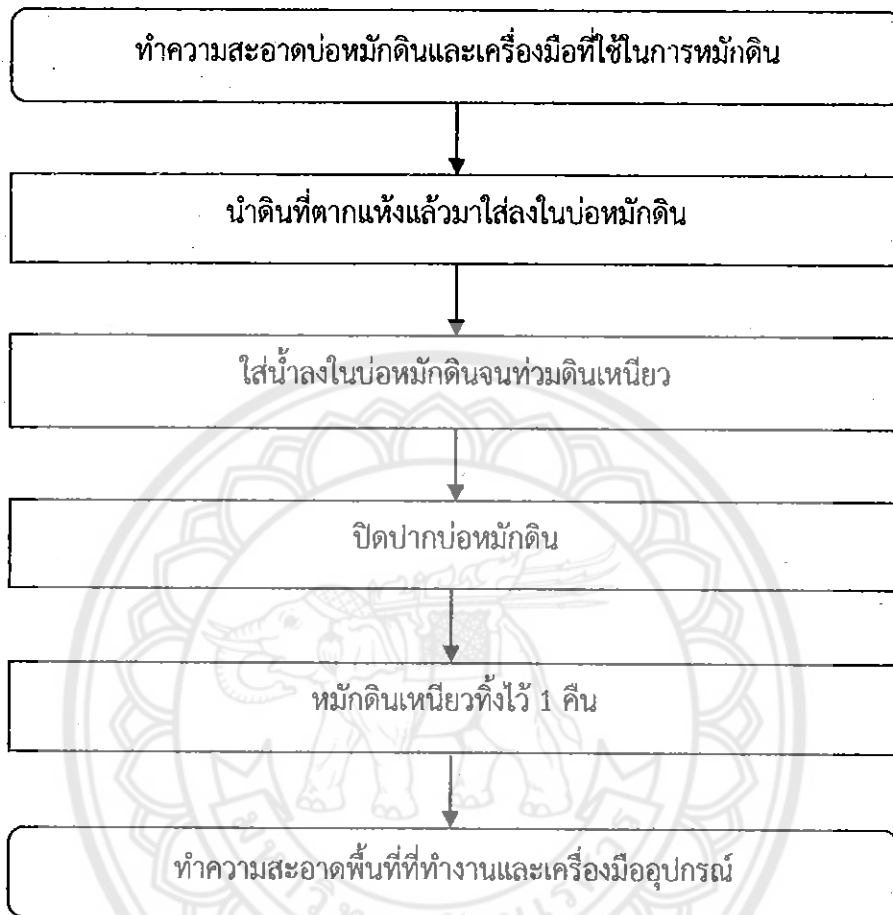 ทำความสะอาดบ่อหมักดินและเครื่องมือที่ใช้ในการหมักดิน
นำดินที่ตากแห้งแล้วมาใส่ลงในบ่อหมักดิน
ใส่น้ำลงในบ่อหมักดินจนท่วมดินเหนียว
ปิดปากบ่อหมักดิน
หมักดินเหนียวทิ้งไว้ 1 คืน
ทำความสะอาดพื้นที่ที่ทำงานและเครื่องมืออุปกรณ์